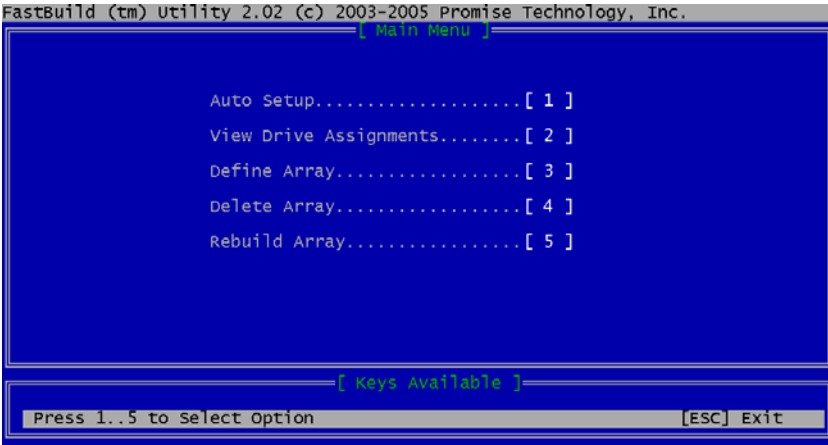 FastBuild (tm) Utility 2.02 (c) 2003-2005 Promise Technology, Inc.
[ Main Menu ]
Auto Setup....................[ 1 ]
View Drive Assignments........[ 2 ]
Define Array..................[ 3 ]
Delete Array..................[ 4 ]
Rebuild Array.................[ 5 ]
[ Keys Available ]
Press 1..5 to Select Option [ESC] Exit